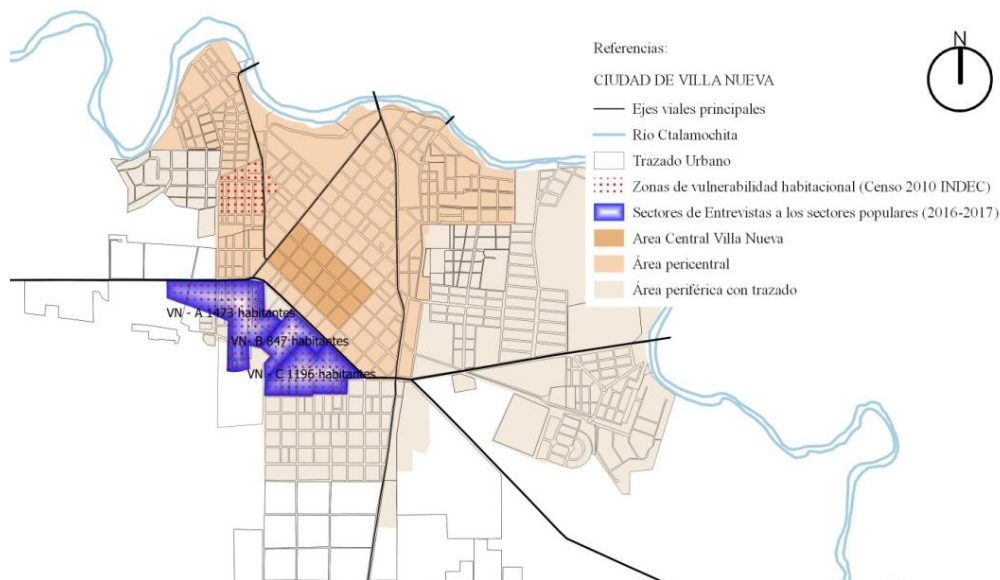 Referencias:
N
CIUDAD DE VILLA NUEVA
Ejes viales principales
Rio Ctalamochita
Trazado Urbano
Zonas de vulnerabilidad habitacional (Censo 2010 INDEC)
Sectores de Entrevistas a los sectores populares (2016-2017)
Area Central Villa Nueva
Área pericentral
Área periférica con trazado
VN - A 1473 habitantes
VN- B 847 habitantes
VN - C 1196 habitantes